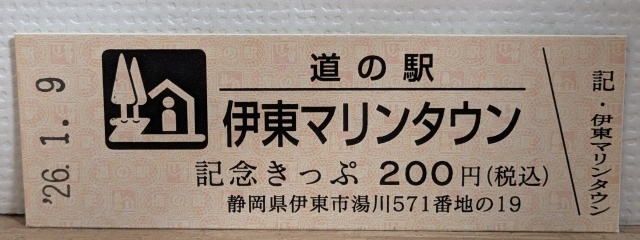 '26.1.9
道の駅
伊東マリンタウン
記念きっぷ 200円(税込)
静岡県伊東市湯川571番地の19
記・伊東マリンタウン